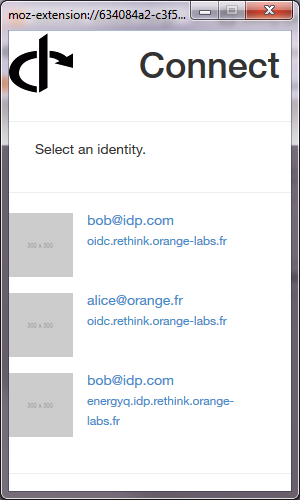 moz-extension://634084a2-c3f5...
Connect
Select an identity.
300 x 300
bob@idp.com
oidc.rethink.orange-labs.fr
300 x 300
alice@orange.fr
oidc.rethink.orange-labs.fr
300 x 300
bob@idp.com
energyq.idp.rethink.orange-
labs.fr